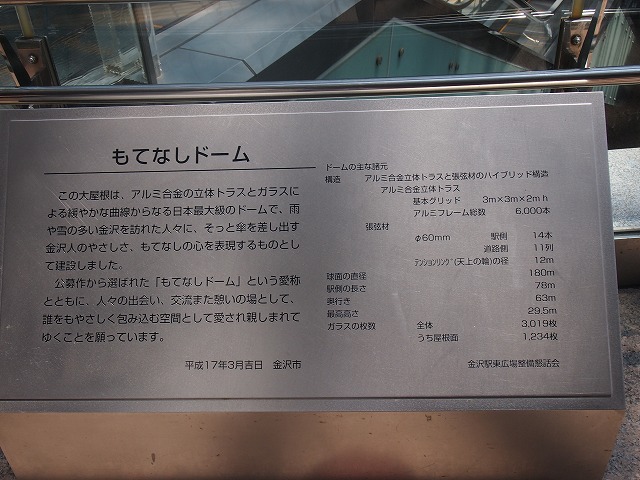 もてなしドーム
この大屋根は、アルミ合金の立体トラスとガラスに
よる緩やかな曲線からなる日本最大級のドームで、雨
や雪の多い金沢を訪れた人々に、そっと傘を差し出す
金沢人のやさしさ、もてなしの心を表現するものとし
て建設しました。
公募作から選ばれた「もてなしドーム」という愛称
とともに、人々の出会い、交流また憩いの場として、
誰をもやさしく包み込む空間として愛され親しまれて
ゆくことを願っています。
平成17年3月吉日 金沢市
ドームの主な諸元
構造 アルミ合金立体トラスと張弦材のハイブリッド構造
アルミ合金立体トラス
基本グリッド 3m×3m×2mh
アルミフレーム総数 6,000本
張弦材
φ60mm 駅側 14本
道路側 11列
テンションリング(天上の輪)の径 12m
球面の直径 180m
駅側の長さ 78m
奥行き 63m
最高高さ 29.5m
ガラスの枚数 全体 3,019枚
うち屋根面 1,234枚
金沢駅東広場整備懇話会